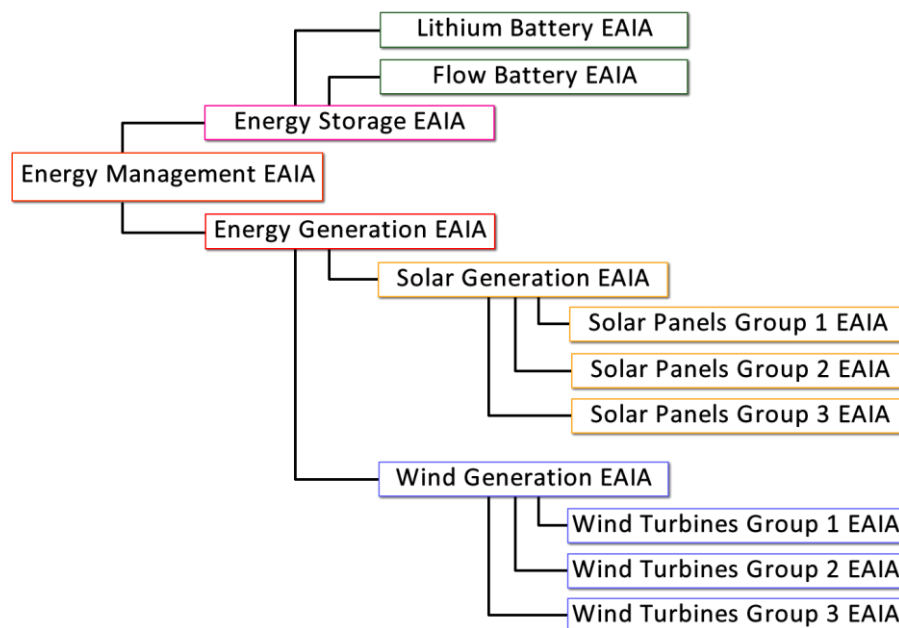 Lithium Battery EAIA
Flow Battery EAIA
Energy Storage EAIA
Energy Management EAIA
Energy Generation EAIA
Solar Generation EAIA
Solar Panels Group 1 EAIA
Solar Panels Group 2 EAIA
Solar Panels Group 3 EAIA
Wind Generation EAIA
Wind Turbines Group 1 EAIA
Wind Turbines Group 2 EAIA
Wind Turbines Group 3 EAIA